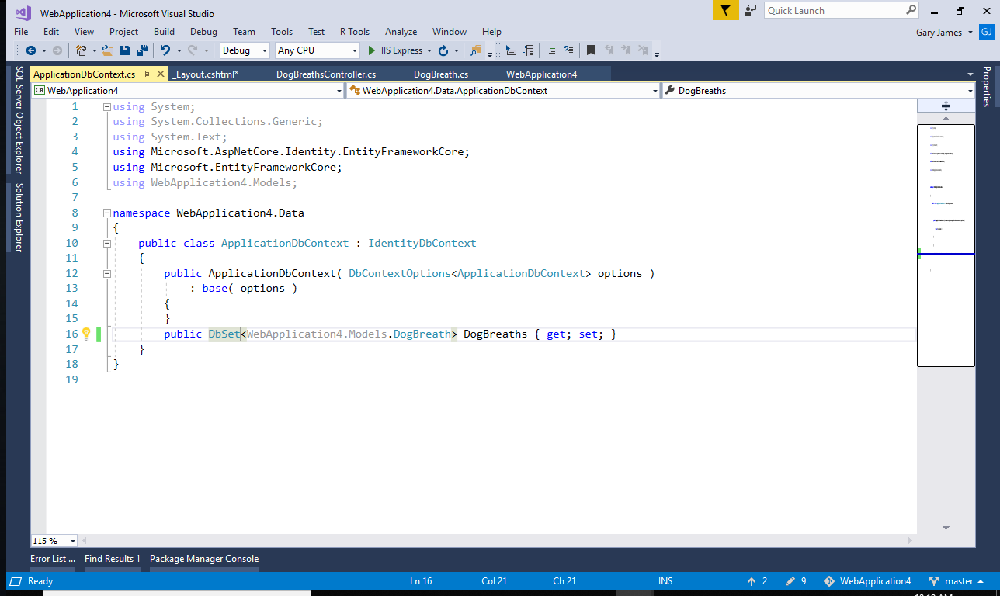 WebApplication4 - Microsoft Visual Studio
Quick Launch
File Edit View Project Build Debug Team Tools Test R Tools Analyze Window Help
Gary James GJ
Debug Any CPU IIS Express
SQL Server Object Explorer
Solution Explorer
ApplicationDbContext.cs _Layout.cshtml* DogBreathsController.cs DogBreath.cs WebApplication4
Properties
C# WebApplication4 WebApplication4.Data.ApplicationDbContext DogBreaths
1 using System;
2 using System.Collections.Generic;
3 using System.Text;
4 using Microsoft.AspNetCore.Identity.EntityFrameworkCore;
5 using Microsoft.EntityFrameworkCore;
6 using WebApplication4.Models;
7
8 namespace WebApplication4.Data
9 {
10 public class ApplicationDbContext : IdentityDbContext
11 {
12 public ApplicationDbContext( DbContextOptions<ApplicationDbContext> options )
13 : base( options )
14 {
15 }
16 public DbSet<WebApplication4.Models.DogBreath> DogBreaths { get; set; }
17 }
18 }
19
115 %
Error List ... Find Results 1 Package Manager Console
Ready Ln 16 Col 21 Ch 21 INS 2 9 WebApplication4 master